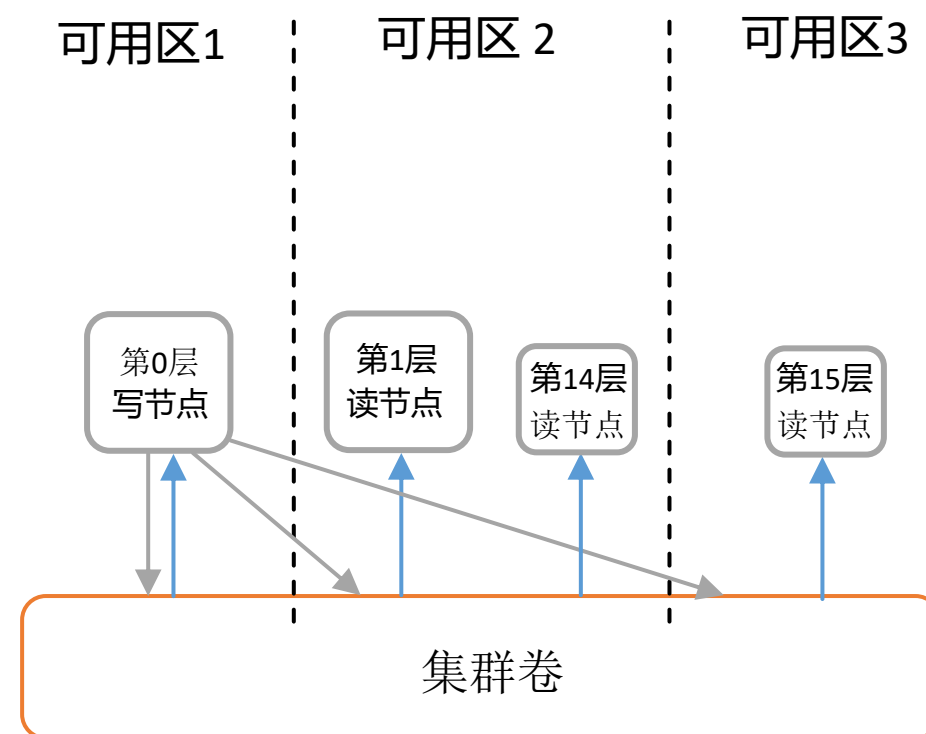 可用区1
可用区 2
可用区3
第0层
写节点
第1层
读节点
第14层
读节点
第15层
读节点
集群卷